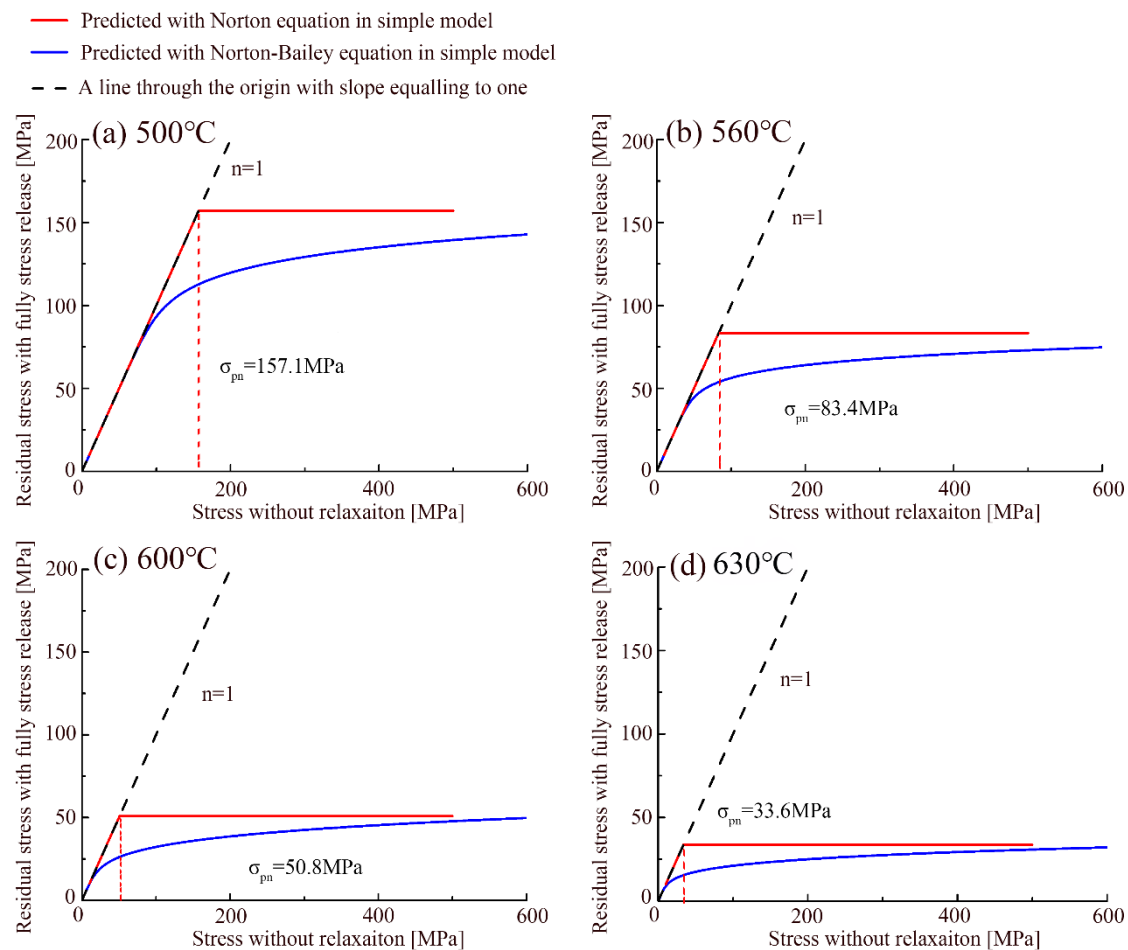 Predicted with Norton equation in simple model
Predicted with Norton-Bailey equation in simple model
A line through the origin with slope equalling to one
(a) 500°C
n=1
σpn=157.1MPa
200
150
100
50
0
0
200
400
600
Residual stress with fully stress release [MPa]
Stress without relaxaiton [MPa]
(b) 560°C
n=1
σpn=83.4MPa
200
150
100
50
0
0
200
400
600
Residual stress with fully stress release [MPa]
Stress without relaxaiton [MPa]
(c) 600°C
n=1
σpn=50.8MPa
200
150
100
50
0
0
200
400
600
Residual stress with fully stress release [MPa]
Stress without relaxaiton [MPa]
(d) 630°C
n=1
σpn=33.6MPa
200
150
100
50
0
0
200
400
600
Residual stress with fully stress release [MPa]
Stress without relaxaiton [MPa]